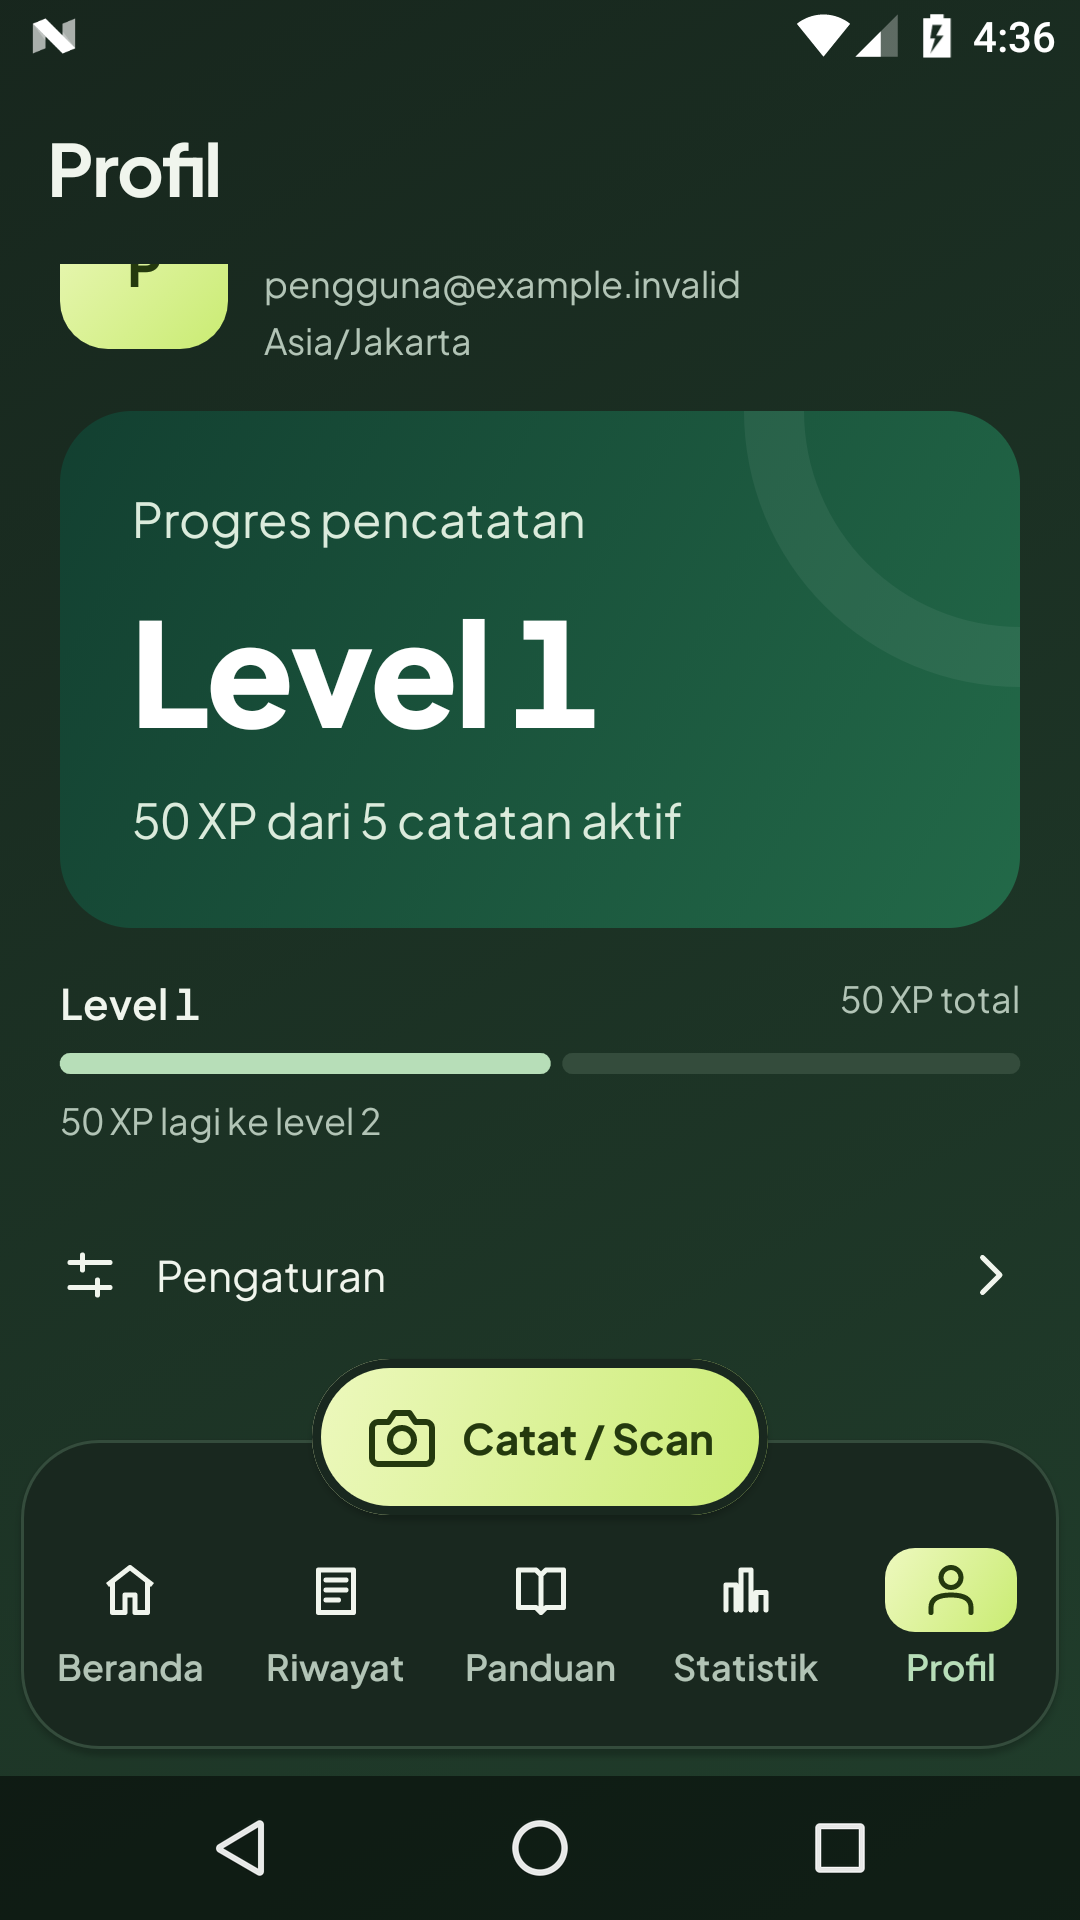 4:36
Profil
P
pengguna@example.invalid
Asia/Jakarta
Progres pencatatan
Level 1
50 XP dari 5 catatan aktif
Level 1
50 XP total
50 XP lagi ke level 2
Pengaturan
Catat / Scan
Beranda
Riwayat
Panduan
Statistik
Profil